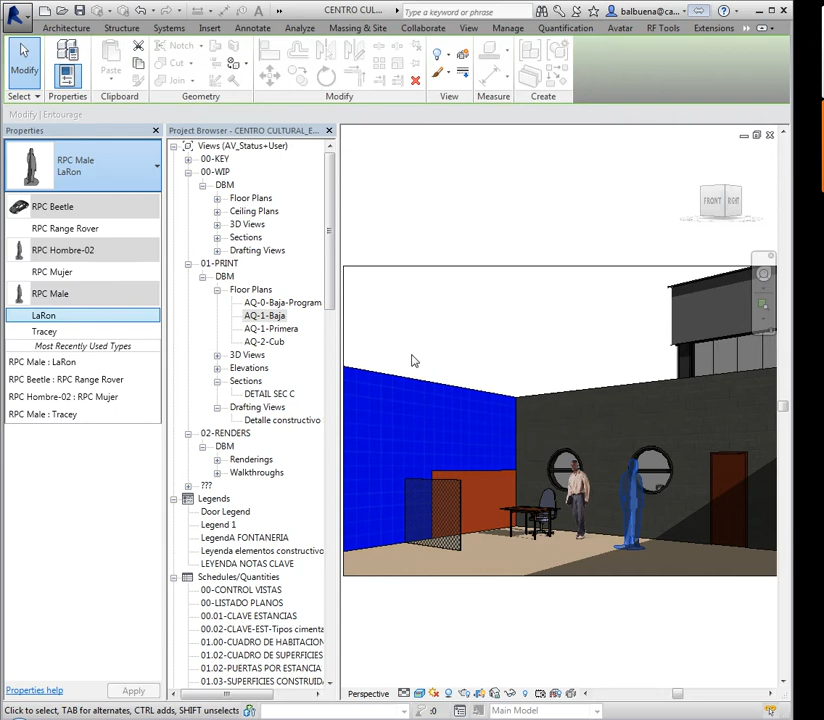 CENTRO CUL...
Type a keyword or phrase
balbuena@ca...
Architecture Structure Systems Insert Annotate Analyze Massing & Site Collaborate View Manage Quantification Avatar RF Tools Extensions
Modify
Notch
Paste
Cut
Join
Select Properties Clipboard Geometry Modify View Measure Create
Modify | Entourage
Properties
Project Browser - CENTRO CULTURAL_E...
RPC Male
LaRon
RPC Beetle
RPC Range Rover
RPC Hombre-02
RPC Mujer
RPC Male
LaRon
Tracey
Most Recently Used Types
RPC Male : LaRon
RPC Beetle : RPC Range Rover
RPC Hombre-02 : RPC Mujer
RPC Male : Tracey
Properties help
Apply
Views (AV_Status+User)
00-KEY
00-WIP
DBM
Floor Plans
Ceiling Plans
3D Views
Sections
Drafting Views
01-PRINT
DBM
Floor Plans
AQ-0-Baja-Program
AQ-1-Baja
AQ-1-Primera
AQ-2-Cub
3D Views
Elevations
Sections
DETAIL SEC C
Drafting Views
Detalle constructivo
02-RENDERS
DBM
Renderings
Walkthroughs
???
Legends
Door Legend
Legend 1
LegendA FONTANERIA
Leyenda elementos constructivo
LEYENDA NOTAS CLAVE
Schedules/Quantities
00-CONTROL VISTAS
00-LISTADO PLANOS
00.01-CLAVE ESTANCIAS
00.02-CLAVE-EST-Tipos cimenta
01.00-CUADRO DE HABITACION
01.02-CUADRO DE SUPERFICIES
01.02-PUERTAS POR ESTANCIA
01.03-SUPERFICIES CONSTRUIDA
FRONT RIGHT
Perspective
Click to select, TAB for alternates, CTRL adds, SHIFT unselects
:0
Main Model